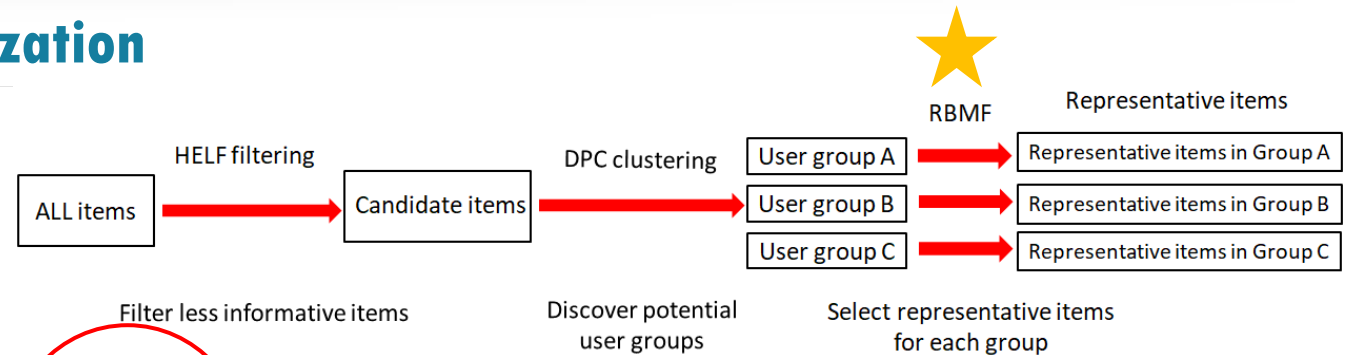 zation
RBMF
Representative items
HELF filtering
DPC clustering
ALL items
Candidate items
User group A
User group B
User group C
Representative items in Group A
Representative items in Group B
Representative items in Group C
Filter less informative items
Discover potential
user groups
Select representative items
for each group